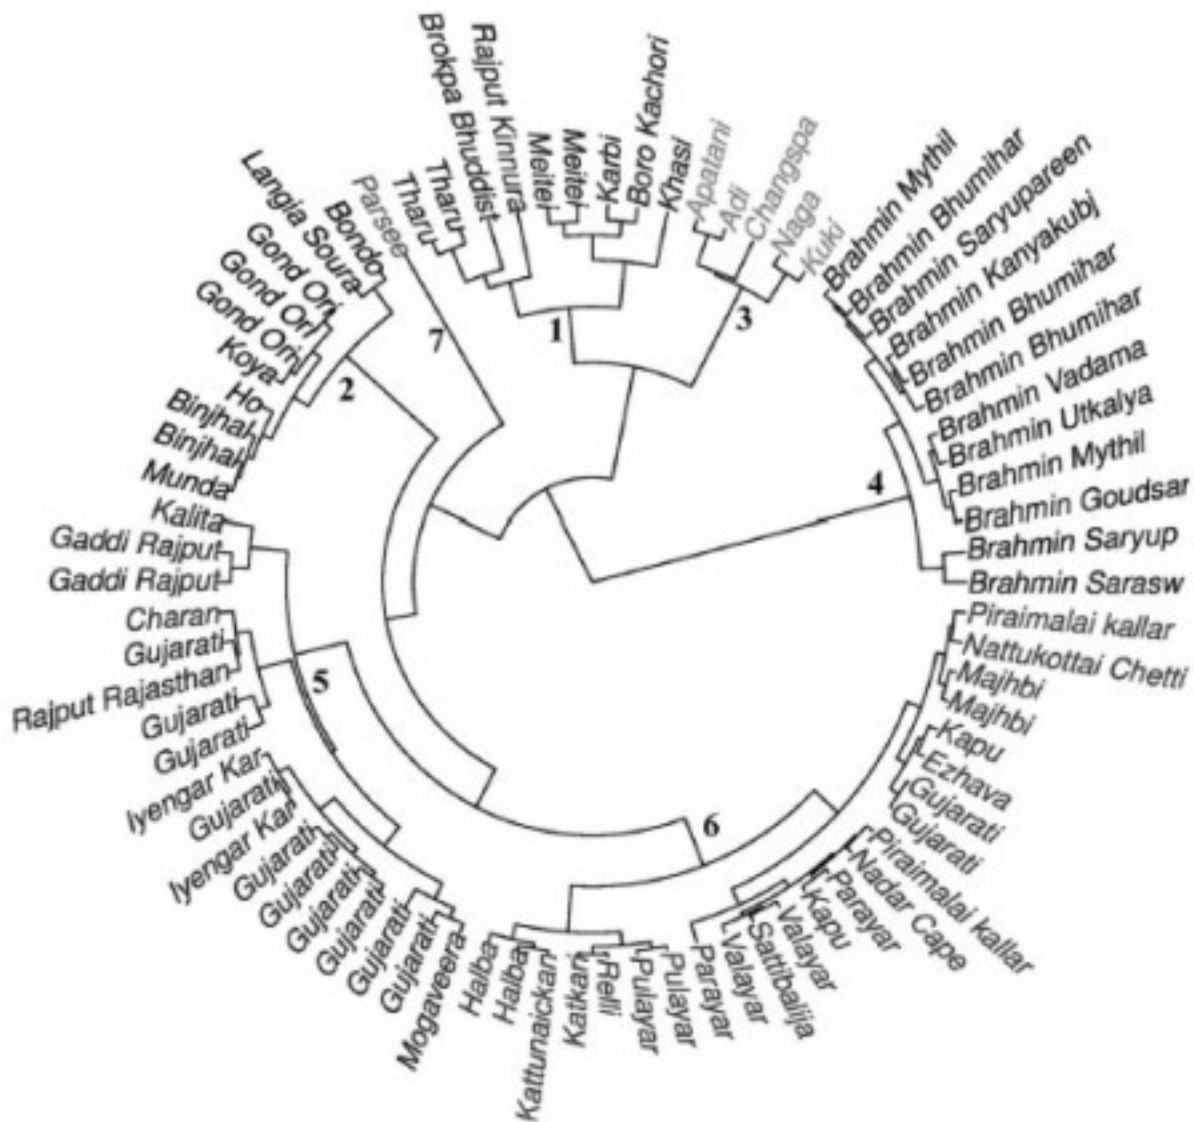 Brokpa Bhuddist
Rajput Kinnura
Meitei
Meitei
Karbi
Boro Kachori
Khasi
Apatani
Adi
Changspa
Naga
Kuki
Brahmin Mythil
Brahmin Bhumihar
Brahmin Saryupareen
Brahmin Kanyakubj
Brahmin Bhumihar
Brahmin Bhumihar
Brahmin Vadama
Brahmin Utkalya
Brahmin Mythil
Brahmin Goudsar
Brahmin Saryup
Brahmin Sarasw
Piraimalai kallar
Nattukottai Chetti
Majhbi
Majhbi
Kapu
Ezhava
Gujarati
Gujarati
Piraimalai kallar
Nadar Cape
Parayar
Kapu
Valayar
Sattibalija
Valayar
Parayar
Pulayar
Pulayar
Relli
Katkari
Kattunaickan
Halba
Halba
Mogaveera
Gujarati
Gujarati
Gujarati
Gujarati
Gujarati
Gujarati
Iyengar Kar
Gujarati
Iyengar Kar
Gujarati
Gujarati
Rajput Rajasthan
Gujarati
Charan
Gaddi Rajput
Gaddi Rajput
Kalita
Munda
Binjhal
Binjhal
Ho
Koya
Gond Ori
Gond Ori
Gond Ori
Langia Soura
Bondo
Parsee
Tharu
Tharu
1
2
3
4
5
6
7